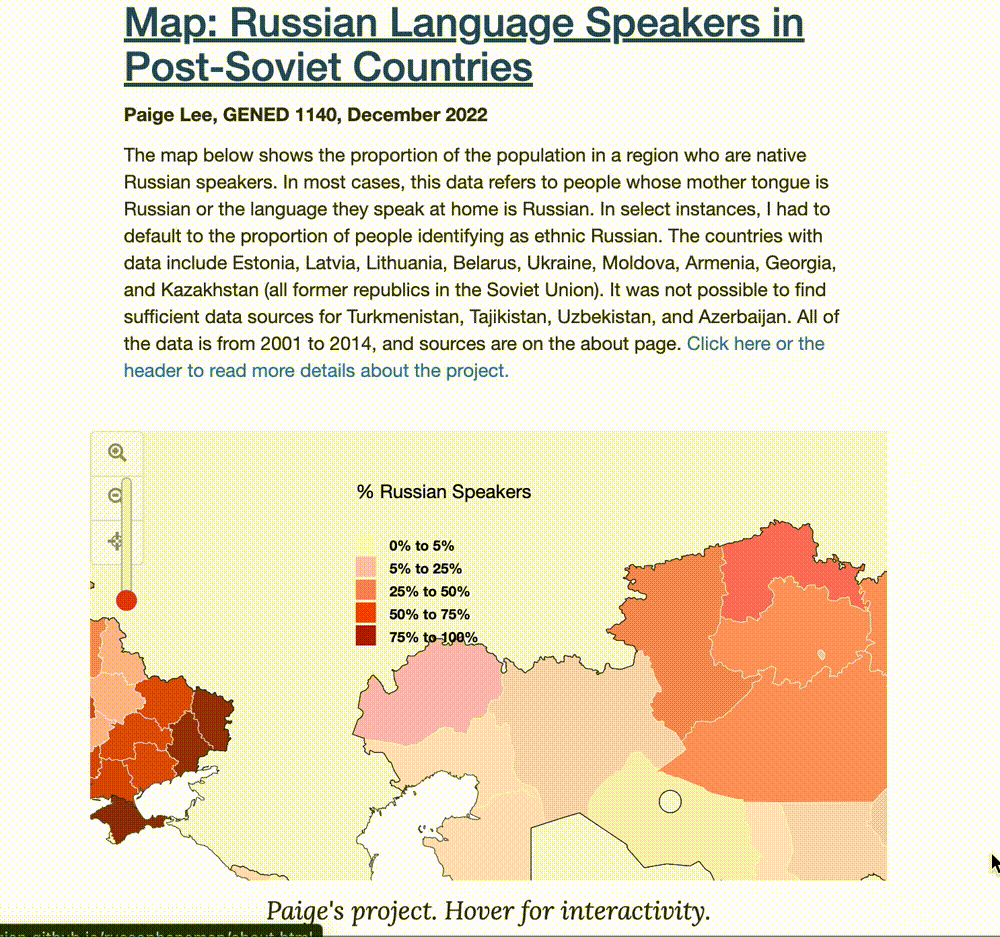 Map: Russian Language Speakers in
Post-Soviet Countries
Paige Lee, GENED 1140, December 2022
The map below shows the proportion of the population in a region who are native
Russian speakers. In most cases, this data refers to people whose mother tongue is
Russian or the language they speak at home is Russian. In select instances, I had to
default to the proportion of people identifying as ethnic Russian. The countries with
data include Estonia, Latvia, Lithuania, Belarus, Ukraine, Moldova, Armenia, Georgia,
and Kazakhstan (all former republics in the Soviet Union). It was not possible to find
sufficient data sources for Turkmenistan, Tajikistan, Uzbekistan, and Azerbaijan. All of
the data is from 2001 to 2014, and sources are on the about page. Click here or the
header to read more details about the project.
% Russian Speakers
0% to 5%
5% to 25%
25% to 50%
50% to 75%
75% to 100%
Paige's project. Hover for interactivity.